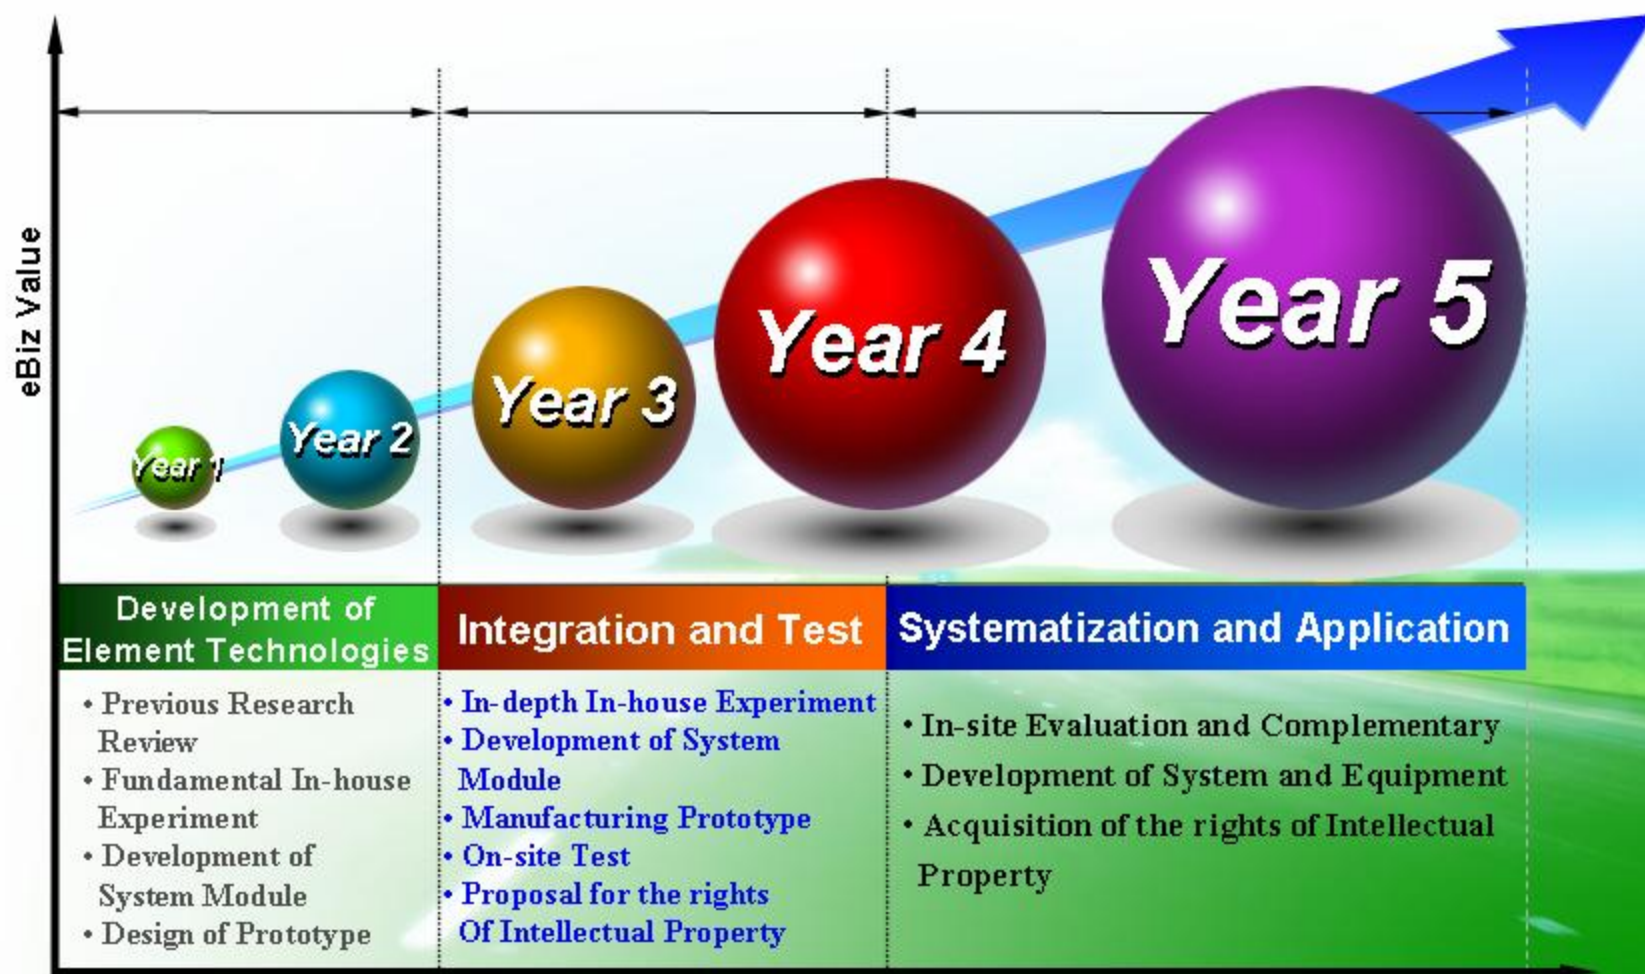 eBiz Value
Year 1
Year 2
Year 3
Year 4
Year 5
Development of
Element Technologies
• Previous Research
Review
• Fundamental In-house
Experiment
• Development of
System Module
• Design of Prototype
Integration and Test
• In-depth In-house Experiment
• Development of System
Module
• Manufacturing Prototype
• On-site Test
• Proposal for the rights
Of Intellectual Property
Systematization and Application
• In-site Evaluation and Complementary
• Development of System and Equipment
• Acquisition of the rights of Intellectual
Property